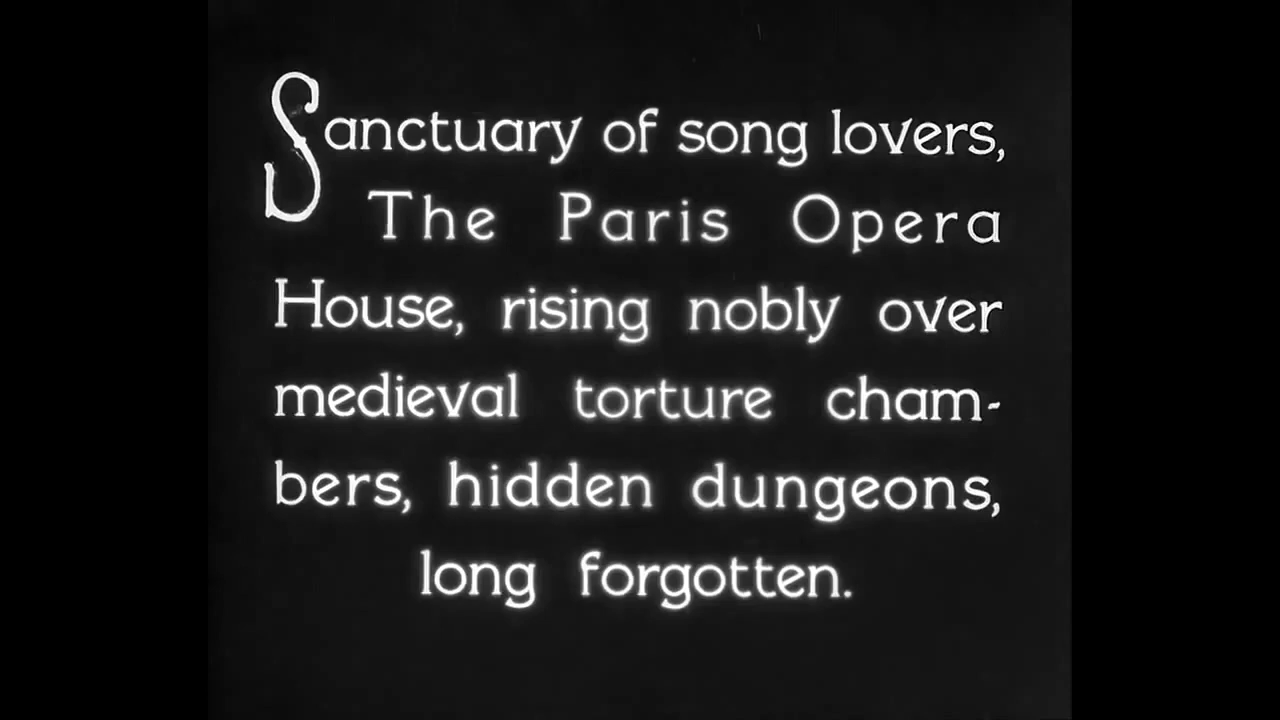 Sanctuary of song lovers,
The Paris Opera
House, rising nobly over
medieval torture cham-
bers, hidden dungeons,
long forgotten.